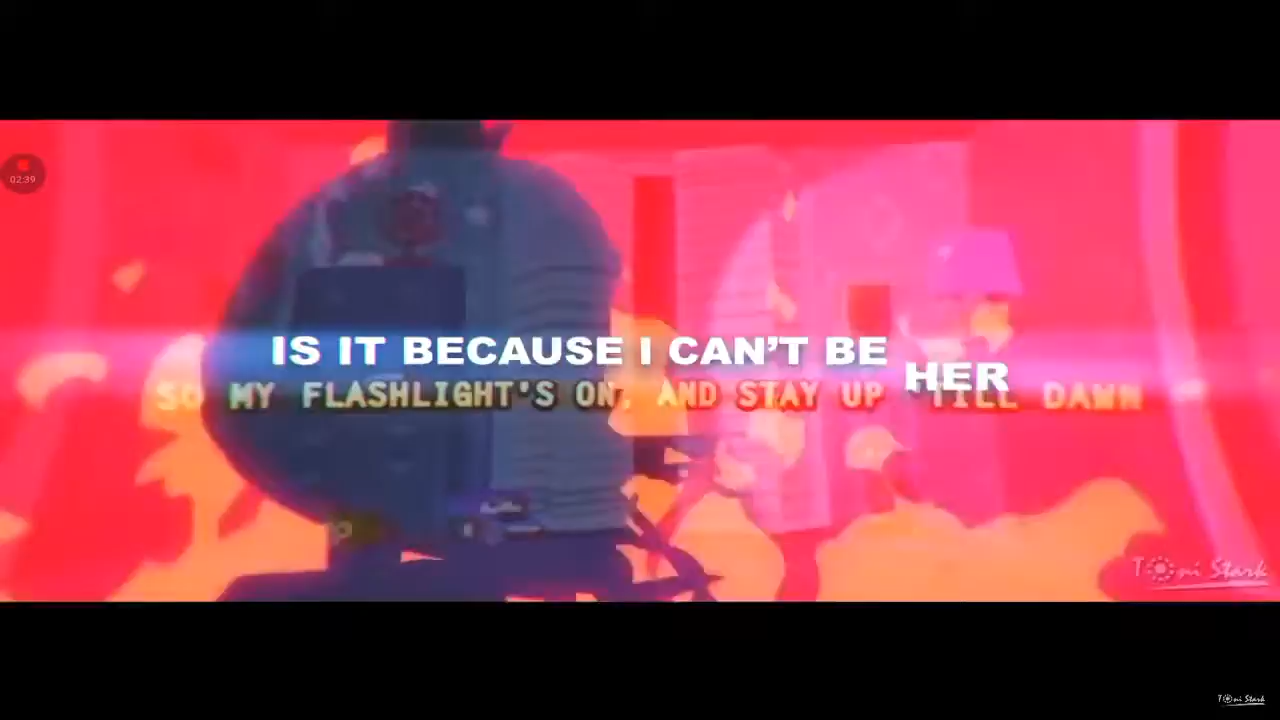 02:39
IS IT BECAUSE I CAN'T BE HER
SO MY FLASHLIGHT'S ON, AND STAY UP 'TILL DAWN
Toni Stark
Toni Stark